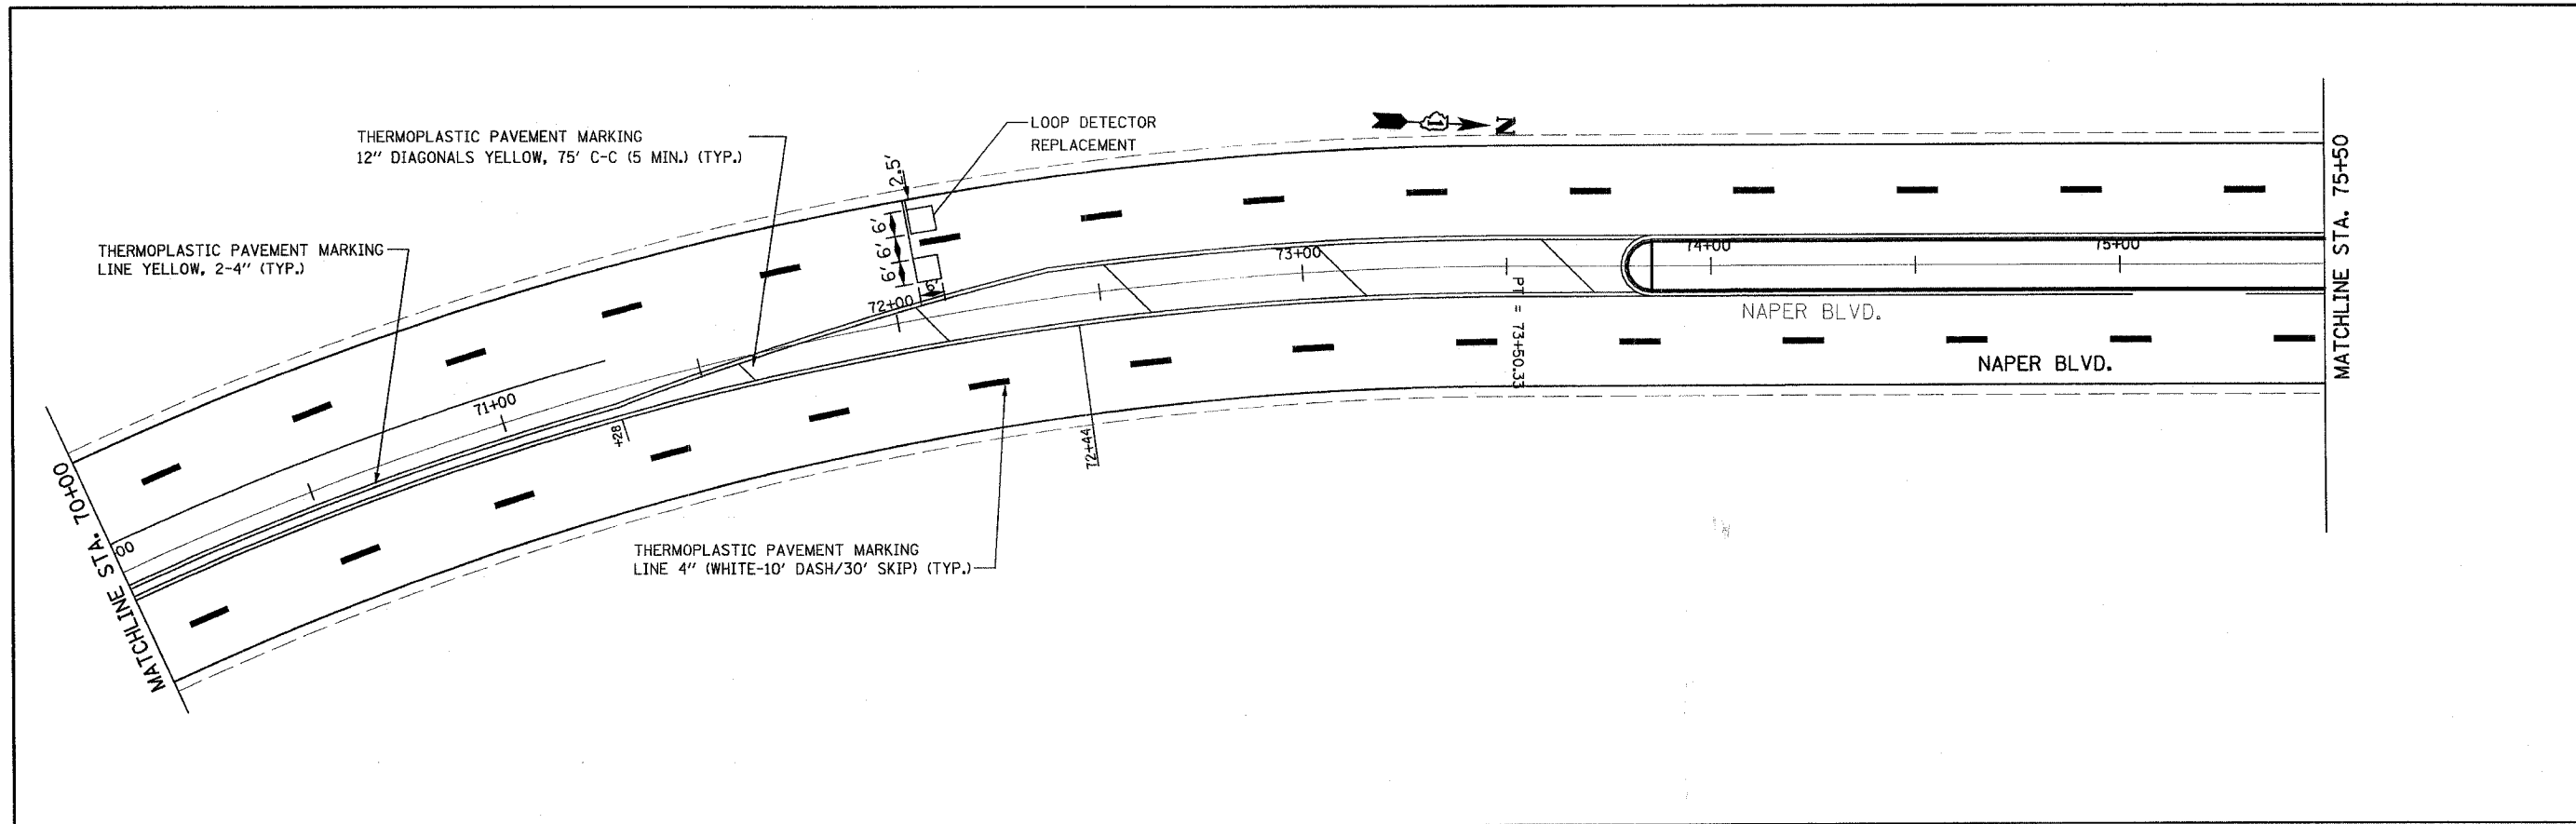 THERMOPLASTIC PAVEMENT MARKING
12" DIAGONALS YELLOW, 75' C-C (5 MIN.) (TYP.)
LOOP DETECTOR
REPLACEMENT
N
2.5'
6'
6'
6'
6'
THERMOPLASTIC PAVEMENT MARKING
LINE YELLOW, 2-4" (TYP.)
MATCHLINE STA. 75+50
74+00
75+00
73+00
72+00
PT = 73+50.33
NAPER BLVD.
NAPER BLVD.
71+00
+28
72+44
MATCHLINE STA. 70+00
00
THERMOPLASTIC PAVEMENT MARKING
LINE 4" (WHITE-10' DASH/30' SKIP) (TYP.)